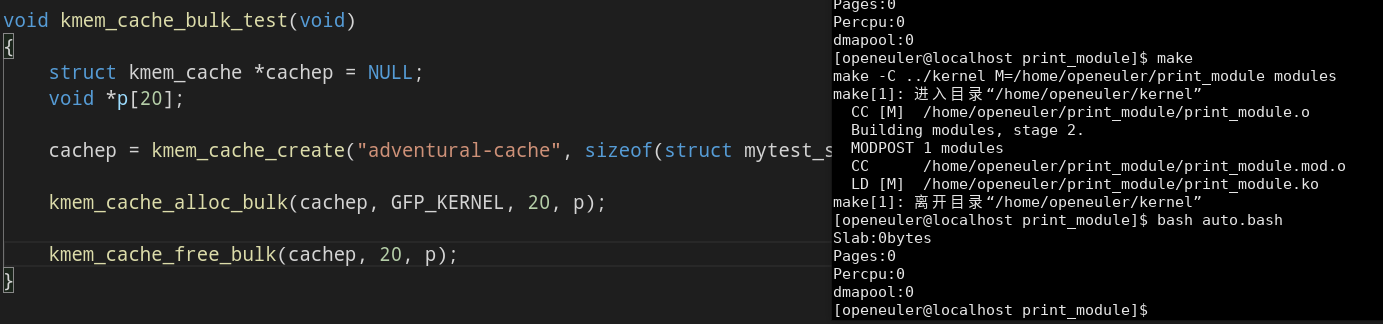 void kmem_cache_bulk_test(void)
{
    struct kmem_cache *cachep = NULL;
    void *p[20];
    cachep = kmem_cache_create("adventural-cache", sizeof(struct mytest_s
    kmem_cache_alloc_bulk(cachep, GFP_KERNEL, 20, p);
    kmem_cache_free_bulk(cachep, 20, p);
}
Pages:0
Percpu:0
dmapool:0
[openeuler@localhost print_module]$ make
make -C ../kernel M=/home/openeuler/print_module modules
make[1]: 进入目录“/home/openeuler/kernel”
  CC [M]  /home/openeuler/print_module/print_module.o
  Building modules, stage 2.
  MODPOST 1 modules
  CC      /home/openeuler/print_module/print_module.mod.o
  LD [M]  /home/openeuler/print_module/print_module.ko
make[1]: 离开目录“/home/openeuler/kernel”
[openeuler@localhost print_module]$ bash auto.bash
Slab:0bytes
Pages:0
Percpu:0
dmapool:0
[openeuler@localhost print_module]$